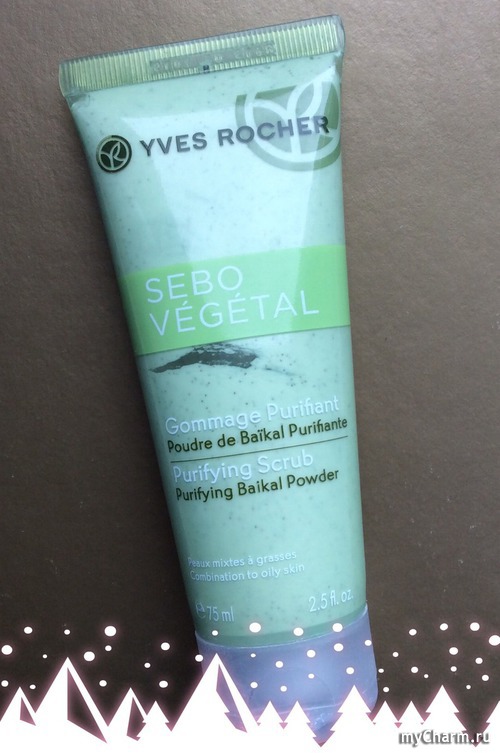 YVES ROCHER
SEBO
VÉGÉTAL
Gommage Purifiant
Poudre de Baïkal Purifiante
Purifying Scrub
Purifying Baikal Powder
Peaux mixtes à grasses
Combination to oily skin
℮ 75 ml 2.5 fl. oz.
myCharm.ru